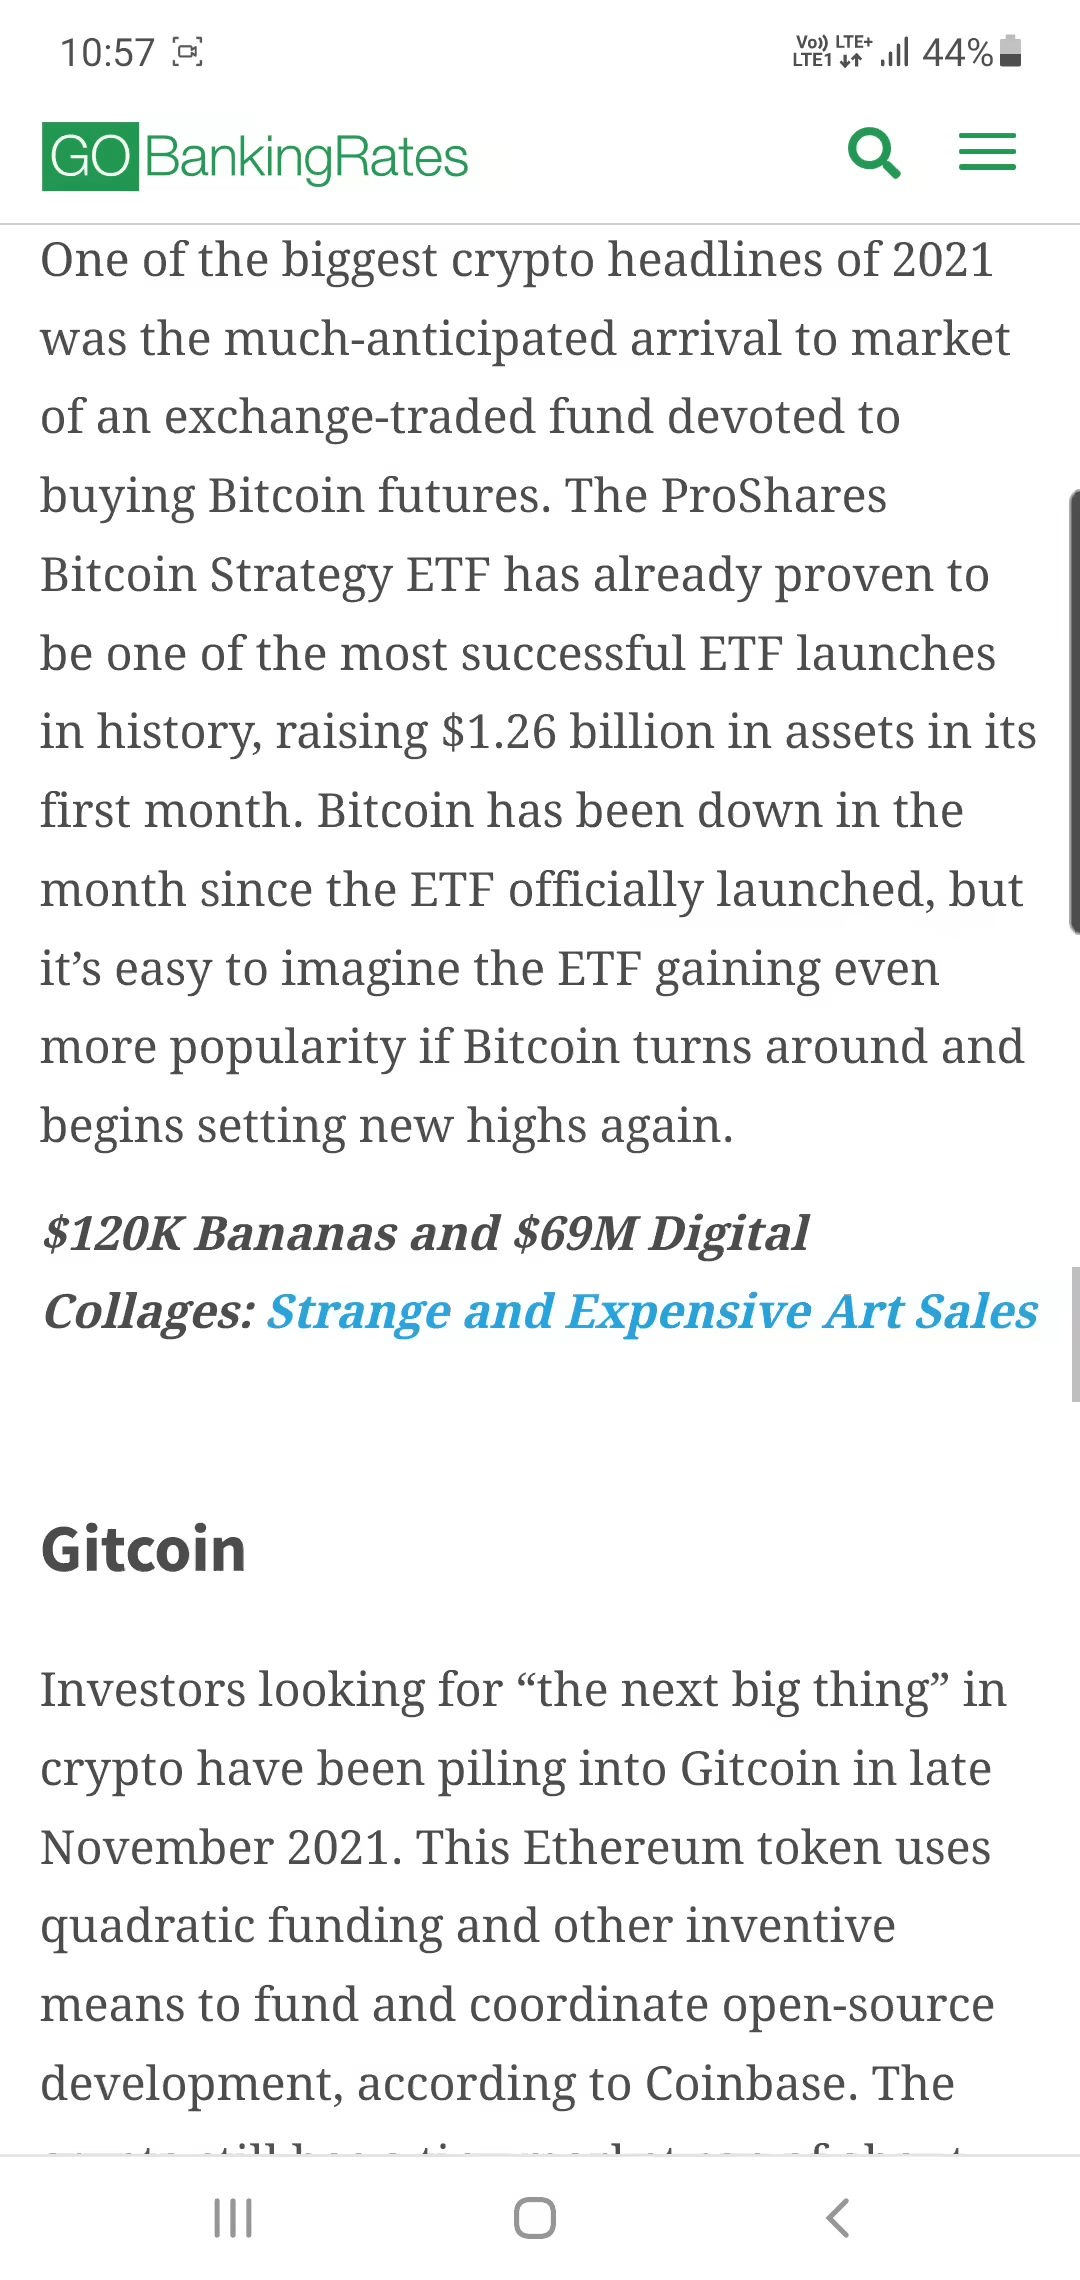 10:57
Vo)) LTE+
LTE1
44%
GO BankingRates
One of the biggest crypto headlines of 2021
was the much-anticipated arrival to market
of an exchange-traded fund devoted to
buying Bitcoin futures. The ProShares
Bitcoin Strategy ETF has already proven to
be one of the most successful ETF launches
in history, raising $1.26 billion in assets in its
first month. Bitcoin has been down in the
month since the ETF officially launched, but
it’s easy to imagine the ETF gaining even
more popularity if Bitcoin turns around and
begins setting new highs again.
$120K Bananas and $69M Digital
Collages: Strange and Expensive Art Sales
Gitcoin
Investors looking for “the next big thing” in
crypto have been piling into Gitcoin in late
November 2021. This Ethereum token uses
quadratic funding and other inventive
means to fund and coordinate open-source
development, according to Coinbase. The